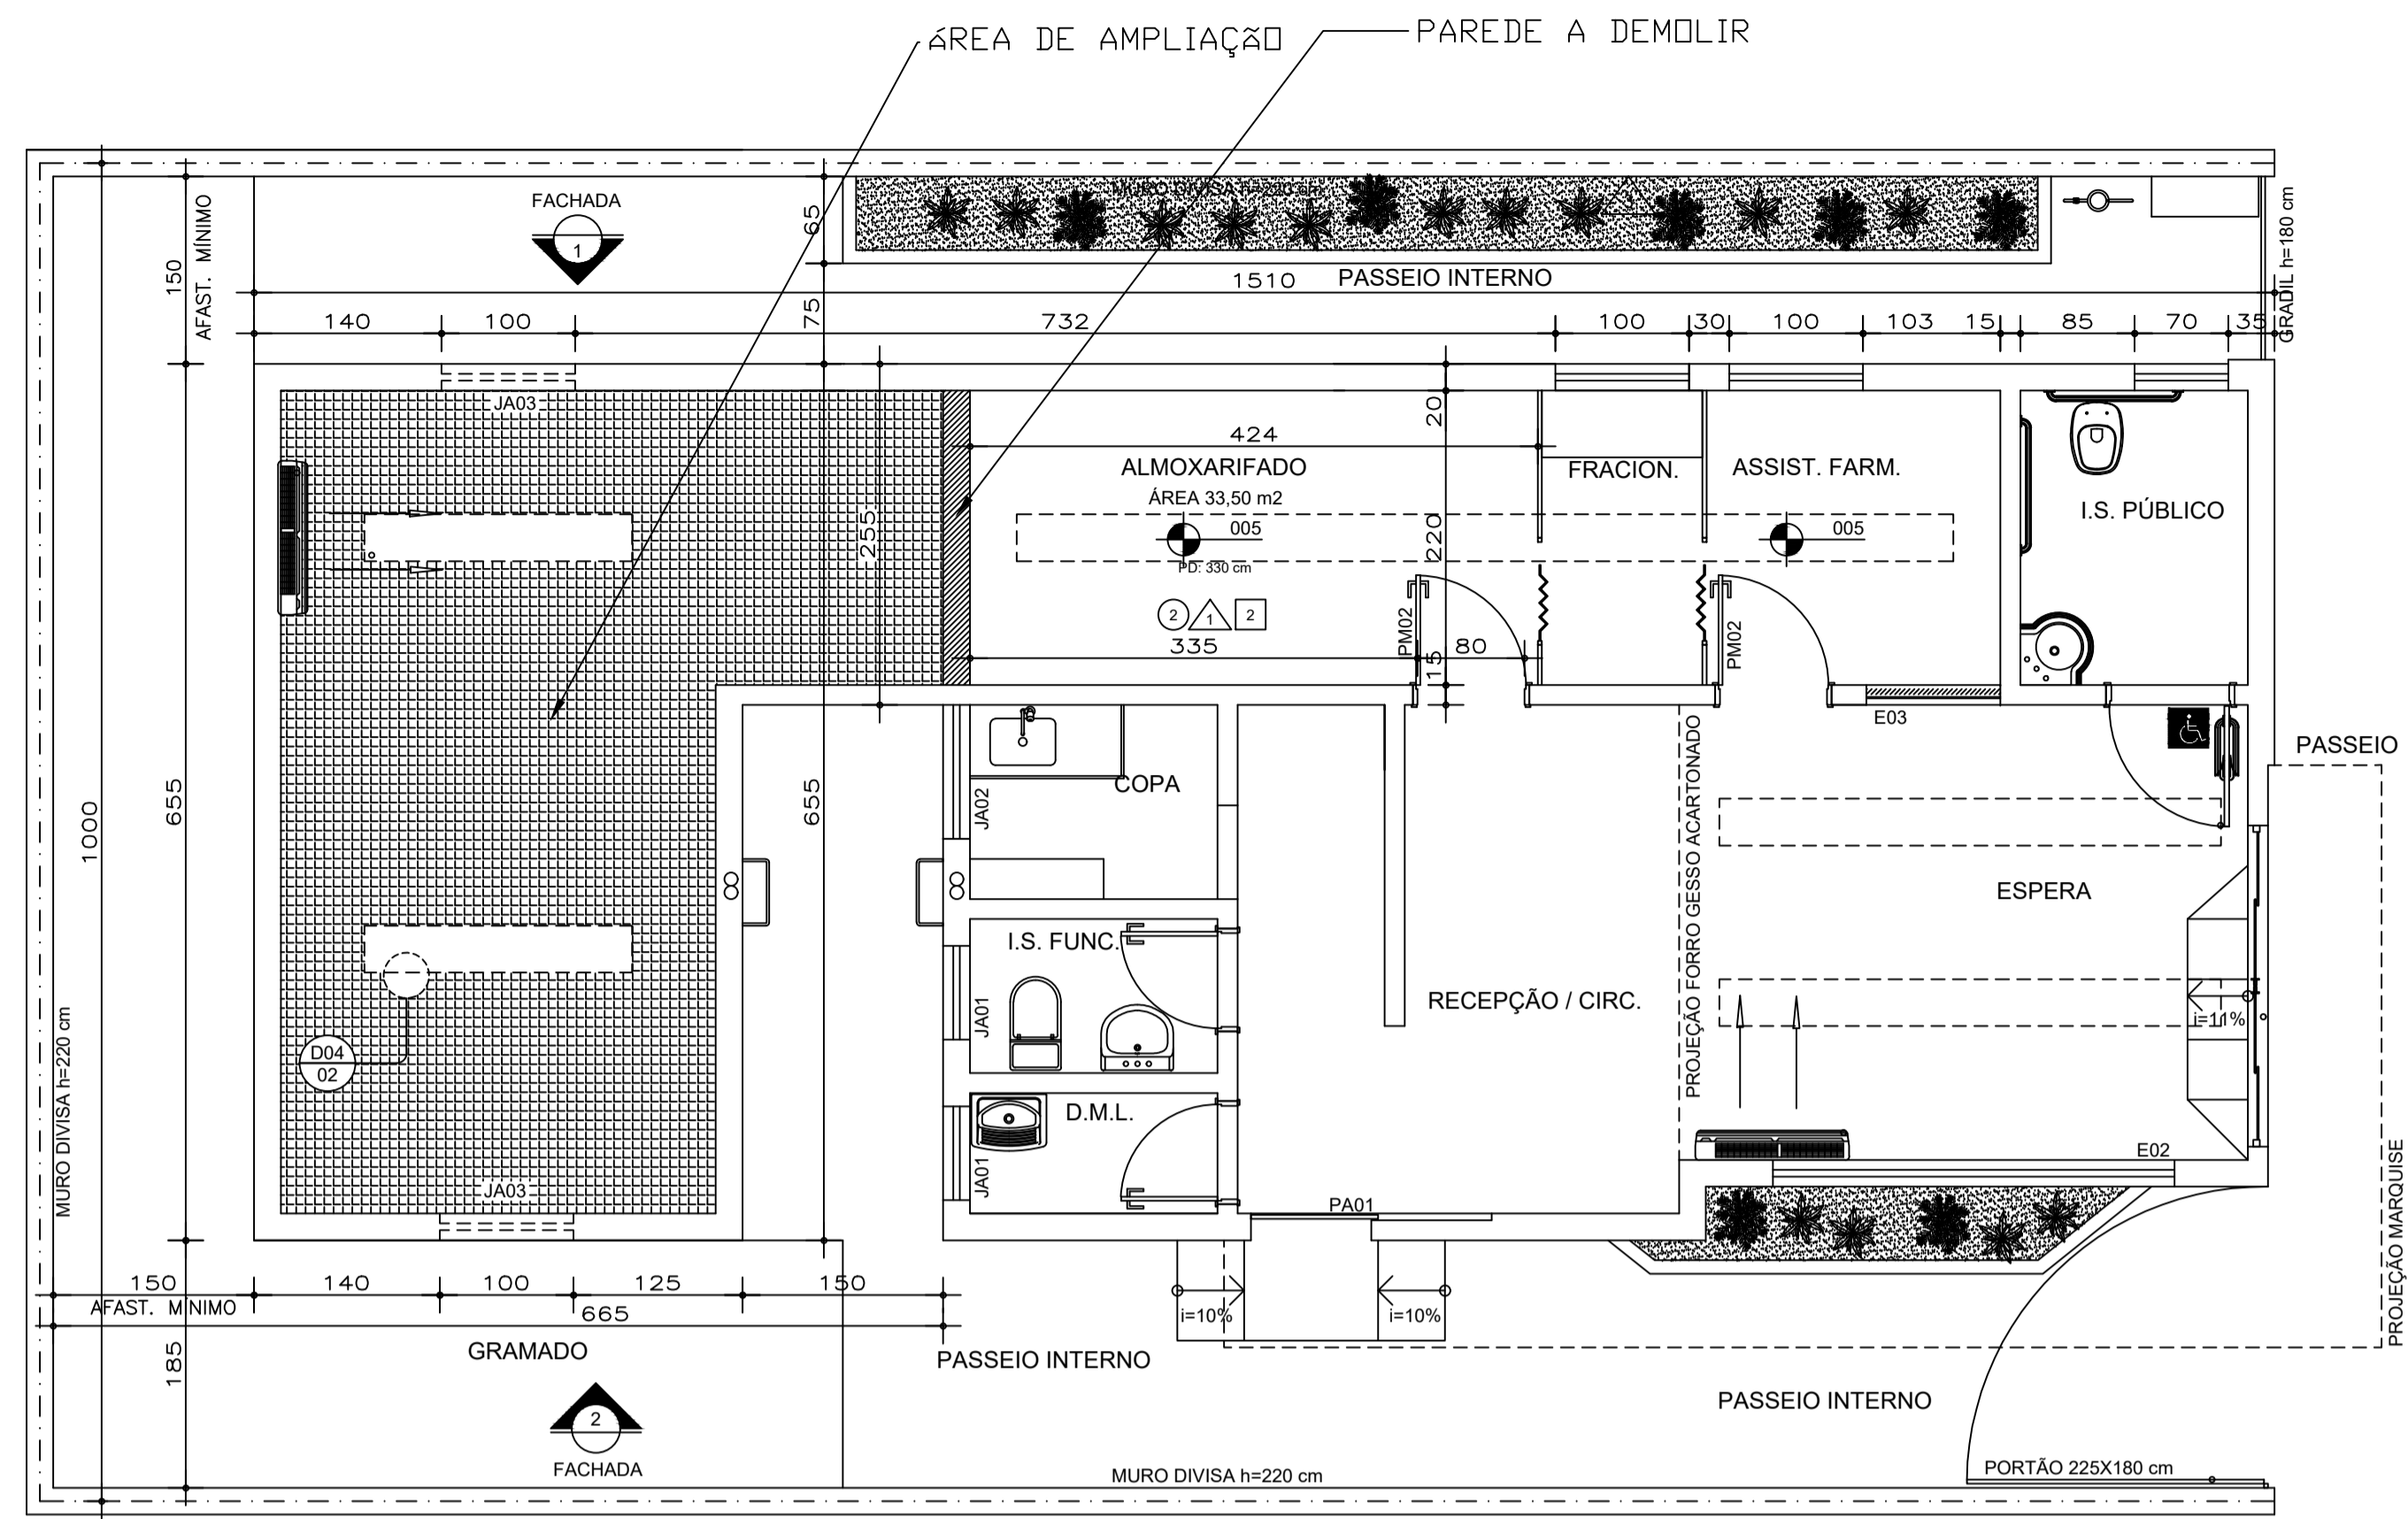 ÁREA DE AMPLIAÇÃO
PAREDE A DEMOLIR
MURO DIVISA h=220 cm
FACHADA
1
AFAST. MÍNIMO
150
65
75
1510
PASSEIO INTERNO
GRADIL h=180 cm
140
100
732
100
30
100
103
15
85
70
35
JA03
20
424
ALMOXARIFADO
ÁREA 33,50 m2
FRACION.
ASSIST. FARM.
I.S. PÚBLICO
255
220
005
005
PD: 330 cm
2
1
2
335
80
15
PM02
PM02
E03
PASSEIO
1000
655
655
JA02
COPA
PROJEÇÃO FORRO GESSO ACARTONADO
ESPERA
I.S. FUNC.
JA01
RECEPÇÃO / CIRC.
i=11%
D04
02
MURO DIVISA h=220 cm
D.M.L.
JA01
E02
JA03
PA01
PROJEÇÃO MARQUISE
150
140
100
125
150
AFAST. MÍNIMO
665
i=10%
i=10%
185
GRAMADO
PASSEIO INTERNO
PASSEIO INTERNO
2
FACHADA
MURO DIVISA h=220 cm
PORTÃO 225X180 cm